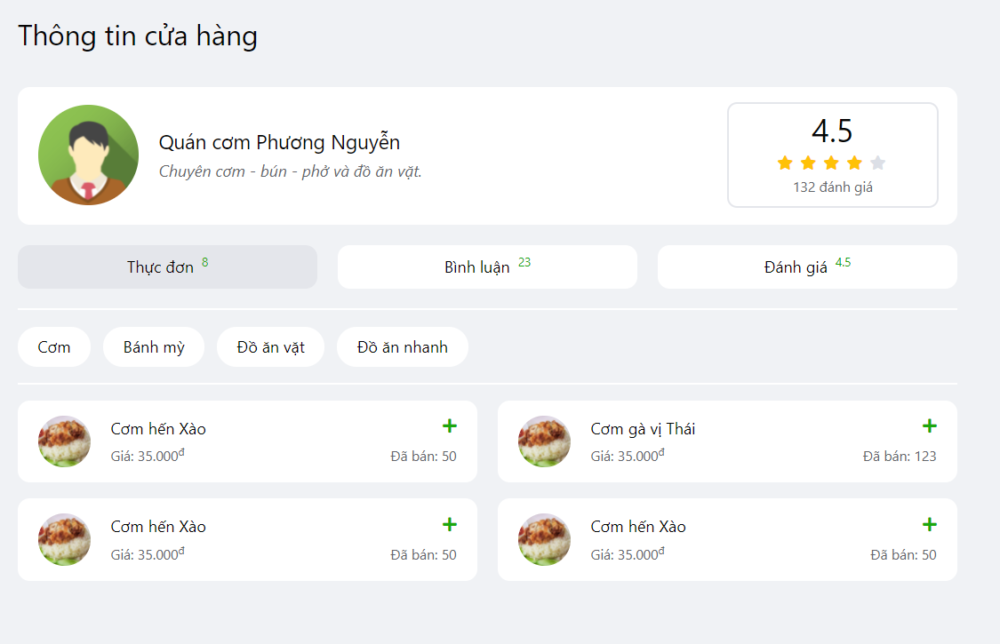 Thông tin cửa hàng
Quán cơm Phương Nguyễn
Chuyên cơm - bún - phở và đồ ăn vặt.
4.5
132 đánh giá
Thực đơn 8
Bình luận 23
Đánh giá 4.5
Cơm
Bánh mỳ
Đồ ăn vặt
Đồ ăn nhanh
Cơm hến Xào
+
Giá: 35.000đ
Đã bán: 50
Cơm gà vị Thái
+
Giá: 35.000đ
Đã bán: 123
Cơm hến Xào
+
Giá: 35.000đ
Đã bán: 50
Cơm hến Xào
+
Giá: 35.000đ
Đã bán: 50